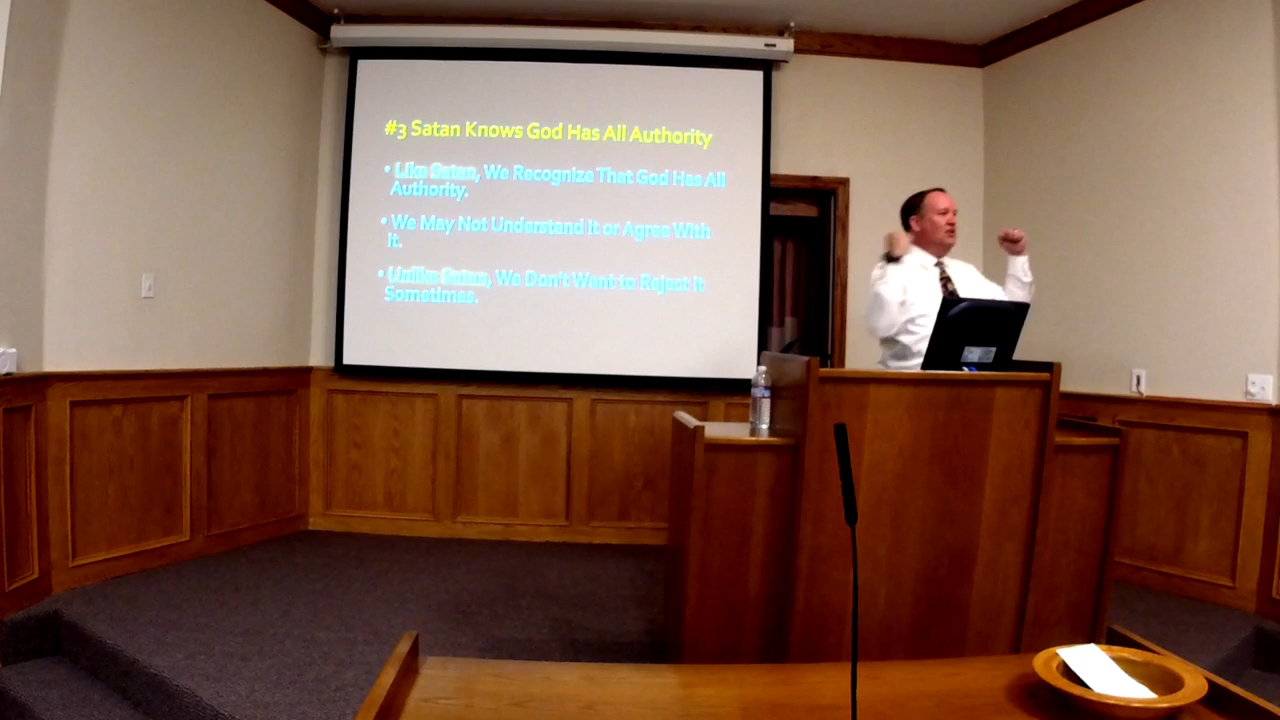 #3 Satan Knows God Has All Authority
• Like Satan, We Recognize That God Has All
Authority.
• We May Not Understand It or Agree With
It.
• Unlike Satan, We Don't Want to Reject It
Sometimes.